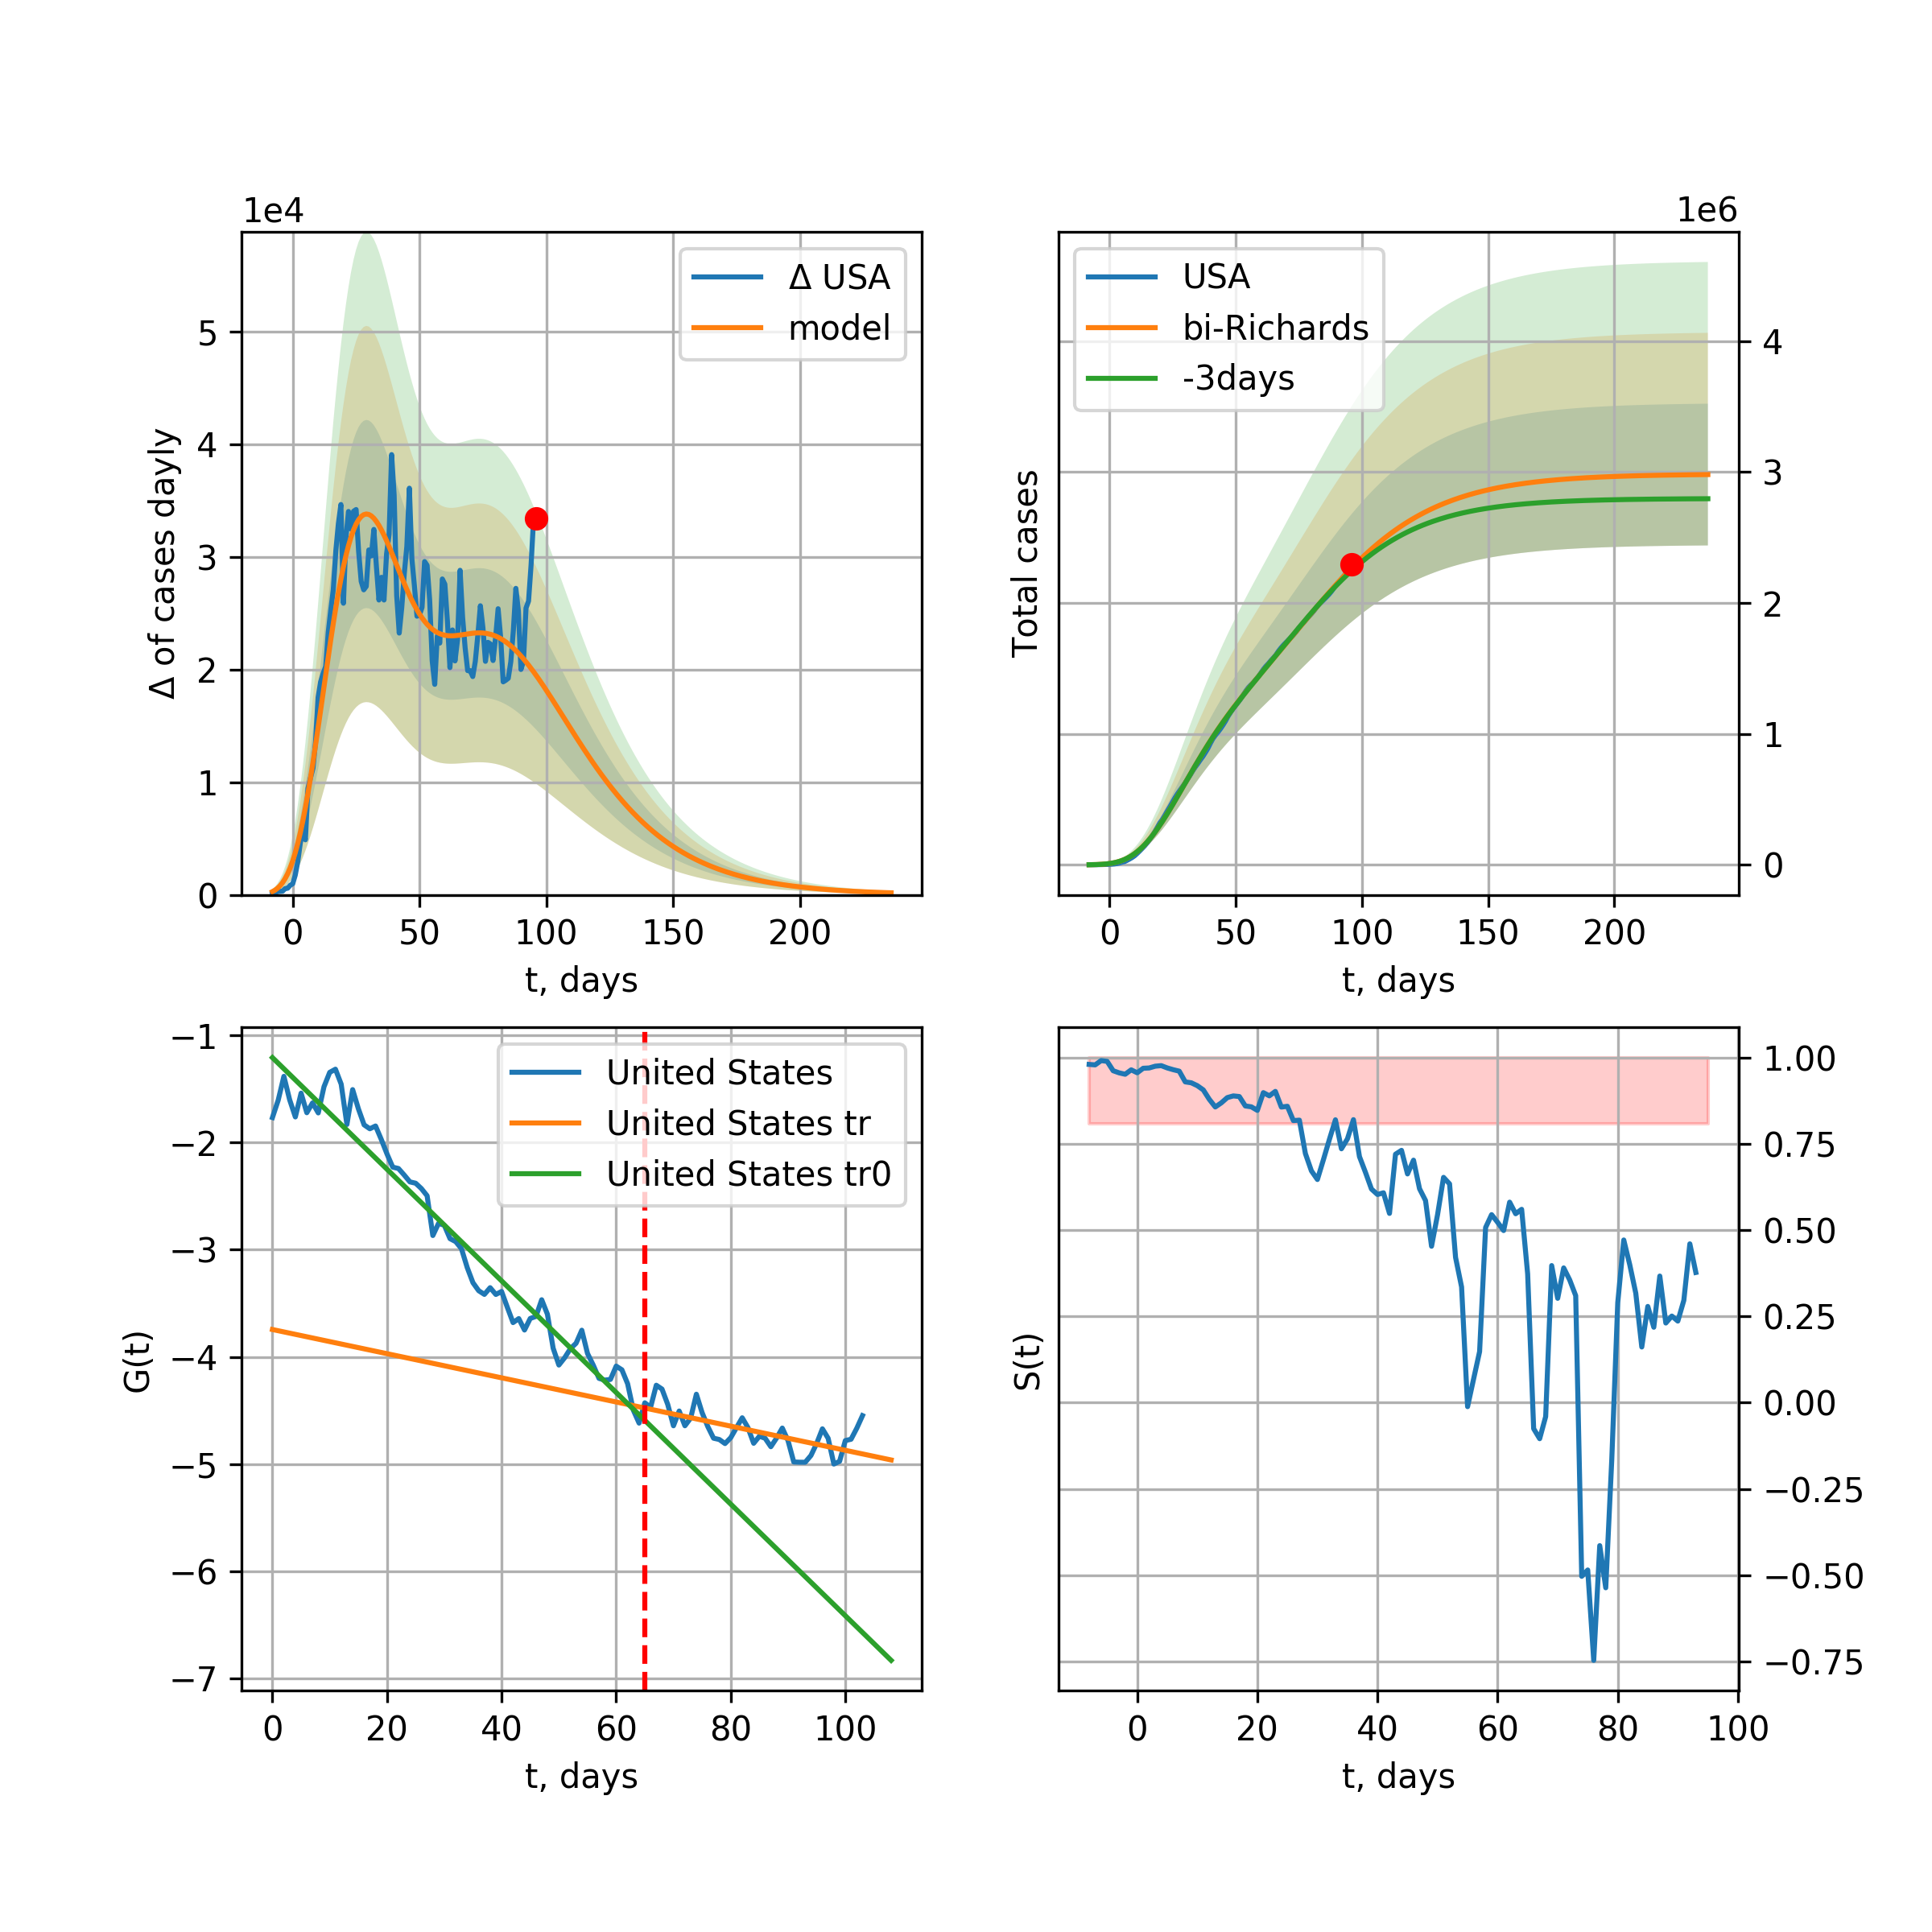 1e4
Δ USA
model
Δ of cases dayly
5
4
3
2
1
0
0 50 100 150 200
t, days
1e6
USA
bi-Richards
-3days
Total cases
4
3
2
1
0
0 50 100 150 200
t, days
United States
United States tr
United States tr0
G(t)
−1
−2
−3
−4
−5
−6
−7
0 20 40 60 80 100
t, days
S(t)
1.00
0.75
0.50
0.25
0.00
−0.25
−0.50
−0.75
0 20 40 60 80 100
t, days